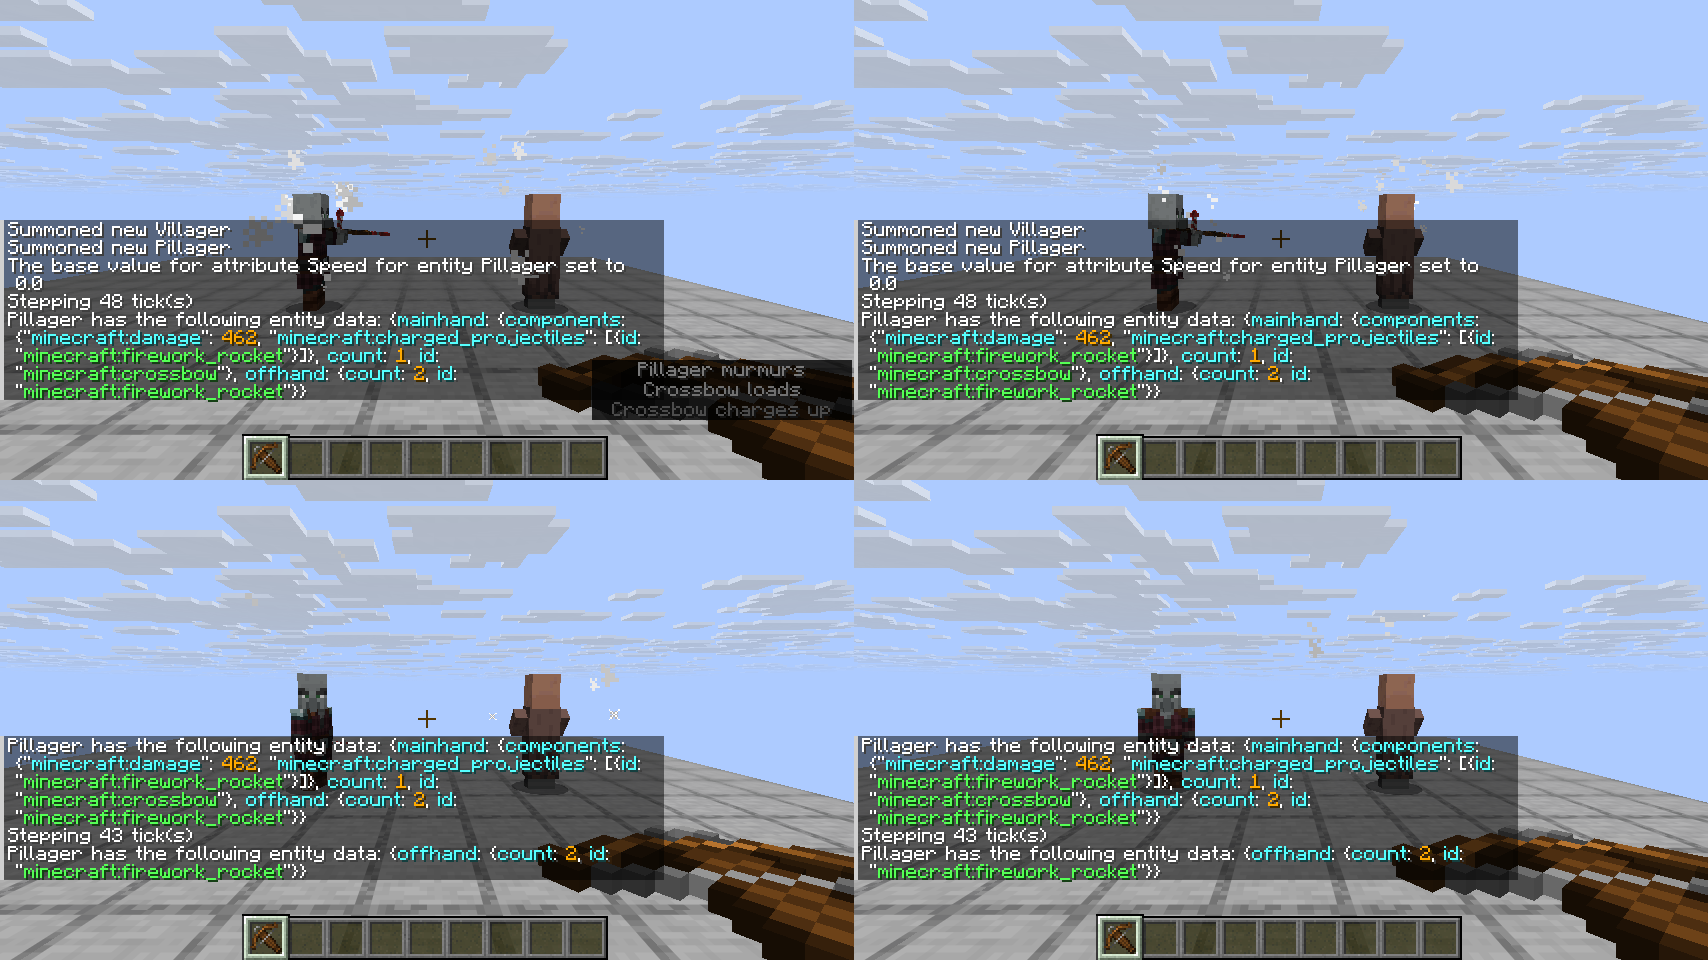 Summoned new Villager
Summoned new Pillager
The base value for attribute Speed for entity Pillager set to
0.0
Stepping 48 tick(s)
Pillager has the following entity data: {mainhand: {components:
{"minecraft:damage": 462, "minecraft:charged_projectiles": [{id:
"minecraft:firework_rocket"}]}, count: 1, id:
"minecraft:crossbow"}, offhand: {count: 2, id:
"minecraft:firework_rocket"}}
Pillager murmurs
Crossbow loads
Crossbow charges up
Summoned new Villager
Summoned new Pillager
The base value for attribute Speed for entity Pillager set to
0.0
Stepping 48 tick(s)
Pillager has the following entity data: {mainhand: {components:
{"minecraft:damage": 462, "minecraft:charged_projectiles": [{id:
"minecraft:firework_rocket"}]}, count: 1, id:
"minecraft:crossbow"}, offhand: {count: 2, id:
"minecraft:firework_rocket"}}
Pillager has the following entity data: {mainhand: {components:
{"minecraft:damage": 462, "minecraft:charged_projectiles": [{id:
"minecraft:firework_rocket"}]}, count: 1, id:
"minecraft:crossbow"}, offhand: {count: 2, id:
"minecraft:firework_rocket"}}
Stepping 43 tick(s)
Pillager has the following entity data: {offhand: {count: 2, id:
"minecraft:firework_rocket"}}
Pillager has the following entity data: {mainhand: {components:
{"minecraft:damage": 462, "minecraft:charged_projectiles": [{id:
"minecraft:firework_rocket"}]}, count: 1, id:
"minecraft:crossbow"}, offhand: {count: 2, id:
"minecraft:firework_rocket"}}
Stepping 43 tick(s)
Pillager has the following entity data: {offhand: {count: 2, id:
"minecraft:firework_rocket"}}